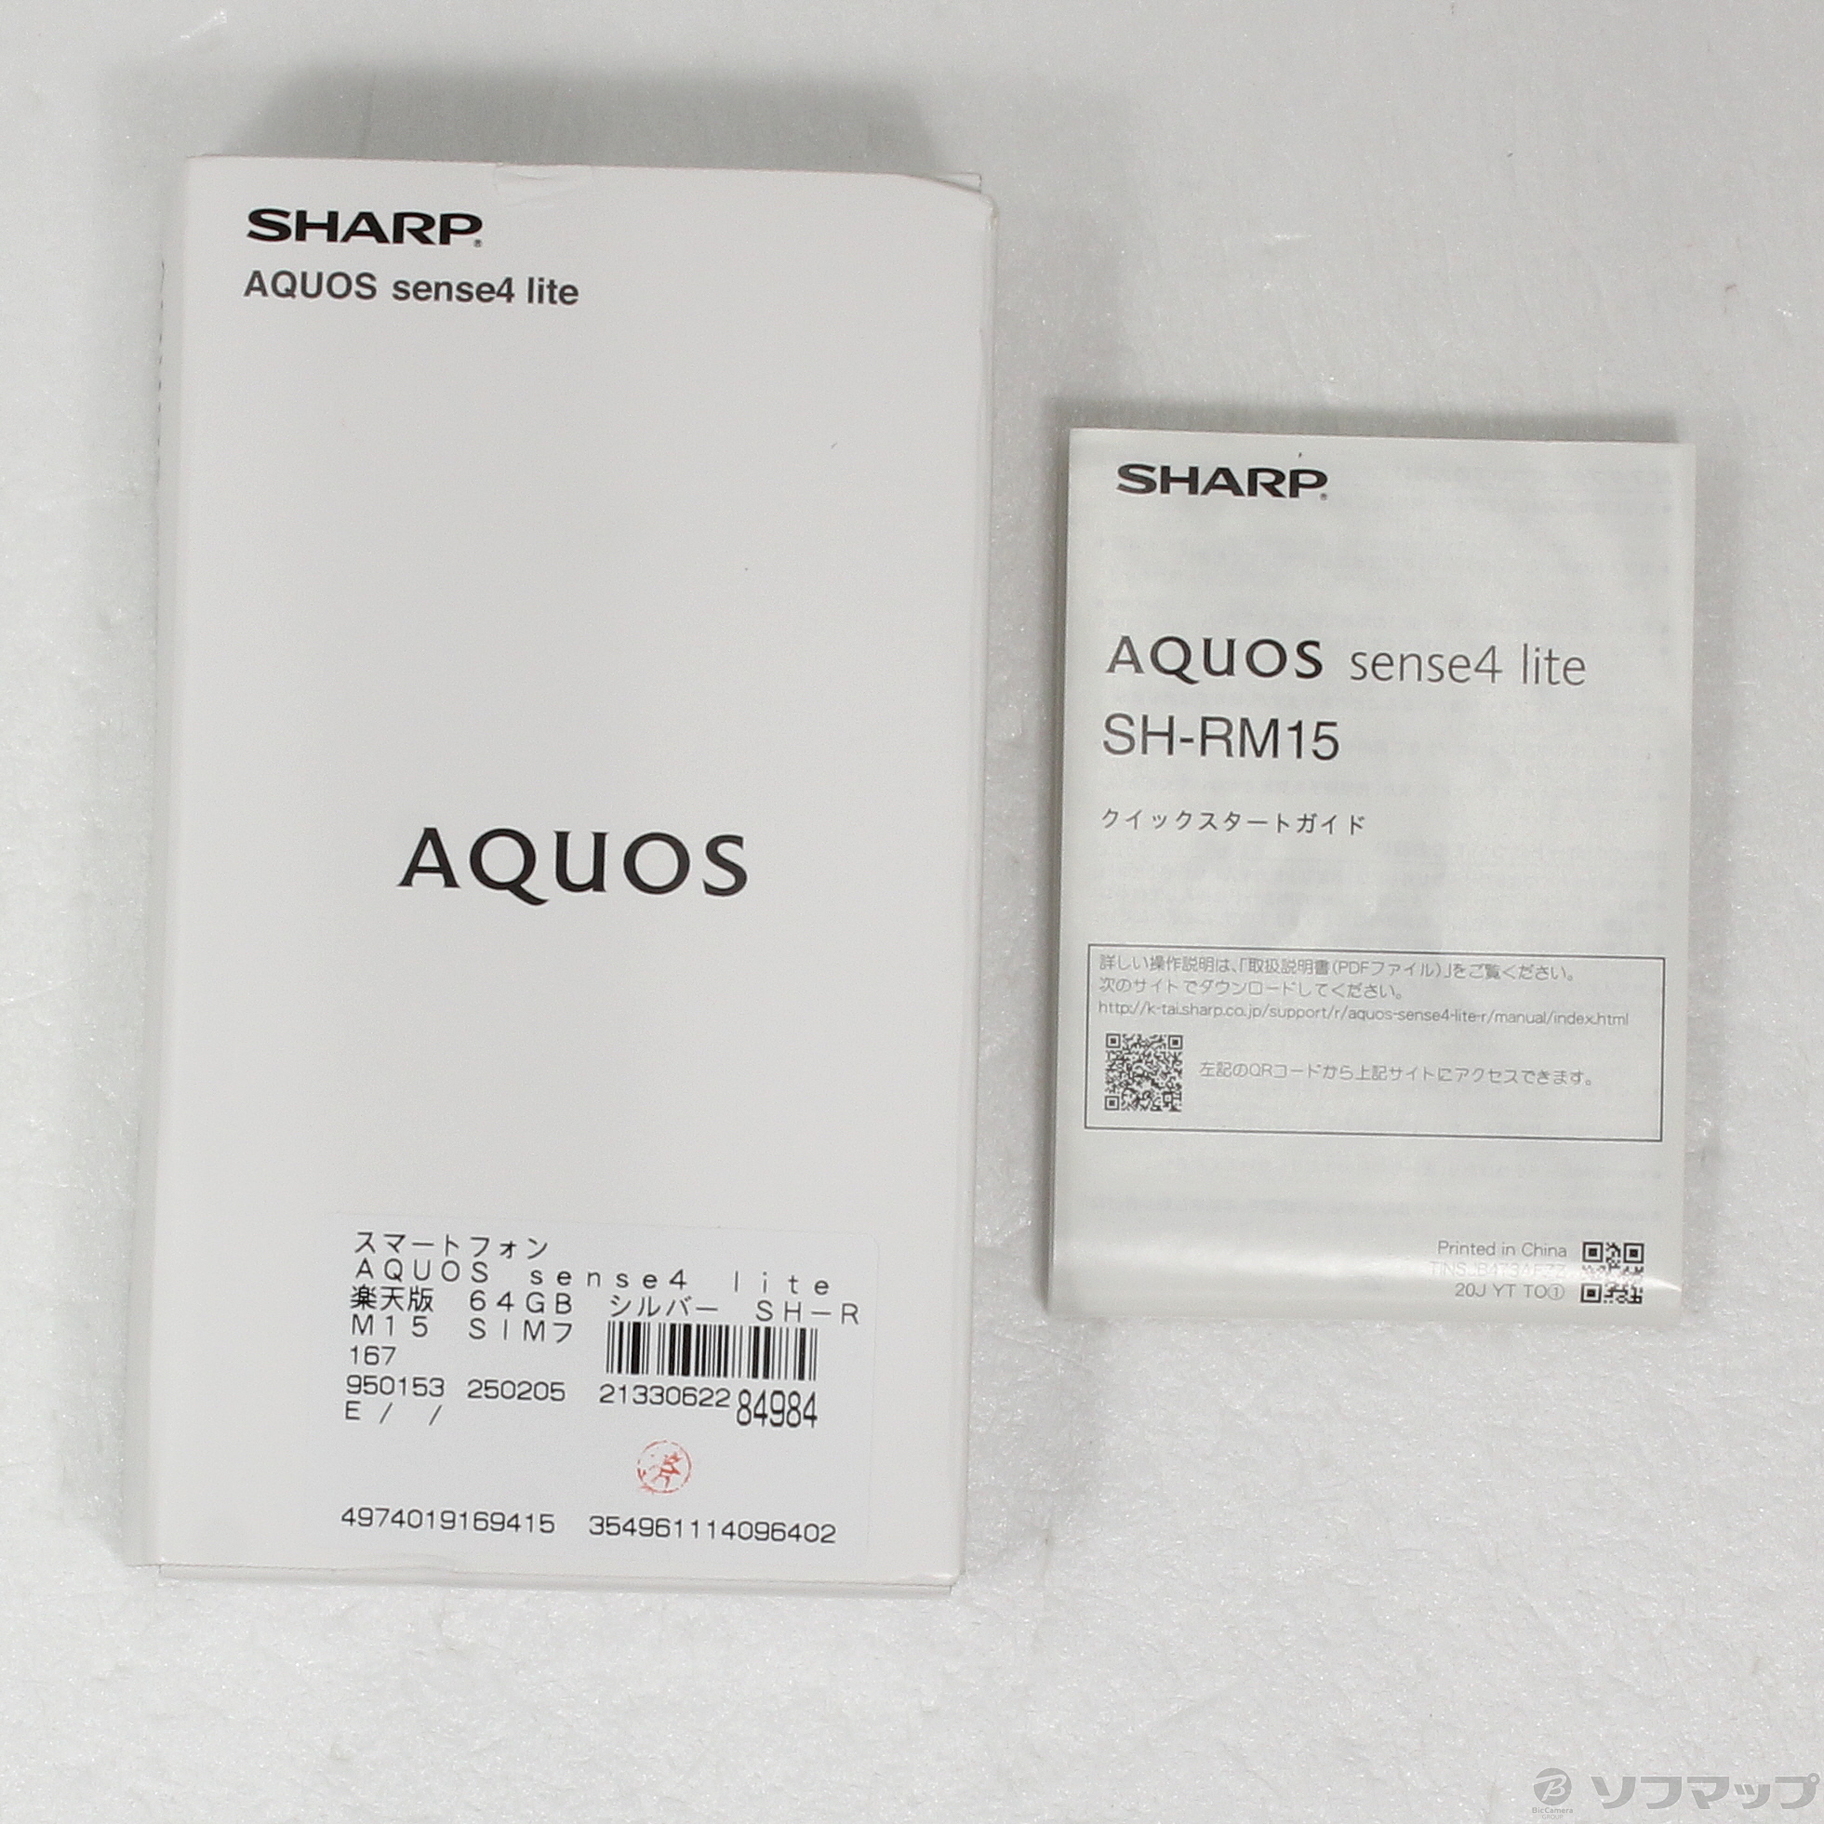 SHARP®
AQUOS sense4 lite
AQUOS
スマートフォン
AQUOS sense4 lite
楽天版 64GB シルバー SH-R
M15 SIMフ
167
950153 250205 2133062284984
E / /
4974019169415 354961114096402
SHARP®
AQUOS sense4 lite
SH-RM15
クイックスタートガイド
詳しい操作説明は、「取扱説明書(PDFファイル)」をご覧ください。
次のサイトでダウンロードしてください。
http://k-tai.sharp.co.jp/support/r/aquos-sense4-lite-r/manual/index.html
左記のQRコードから上記サイトにアクセスできます。
Printed in China
20J YT TO①
BicCamera
GROUP
ソフマップ